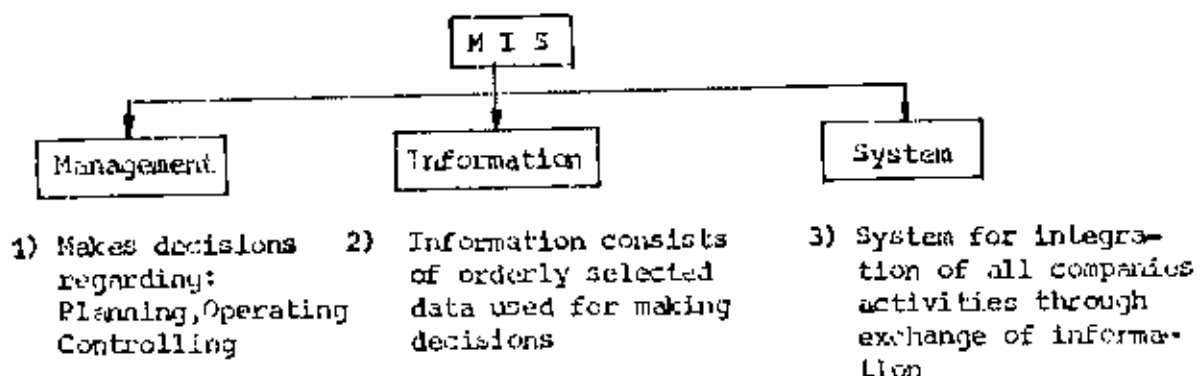 M I S
Management
Information
System
1) Makes decisions
regarding:
Planning,Operating
Controlling
2) Information consists
of orderly selected
data used for making
decisions
3) System for integra-
tion of all companies
activities through
exchange of informa-
tion